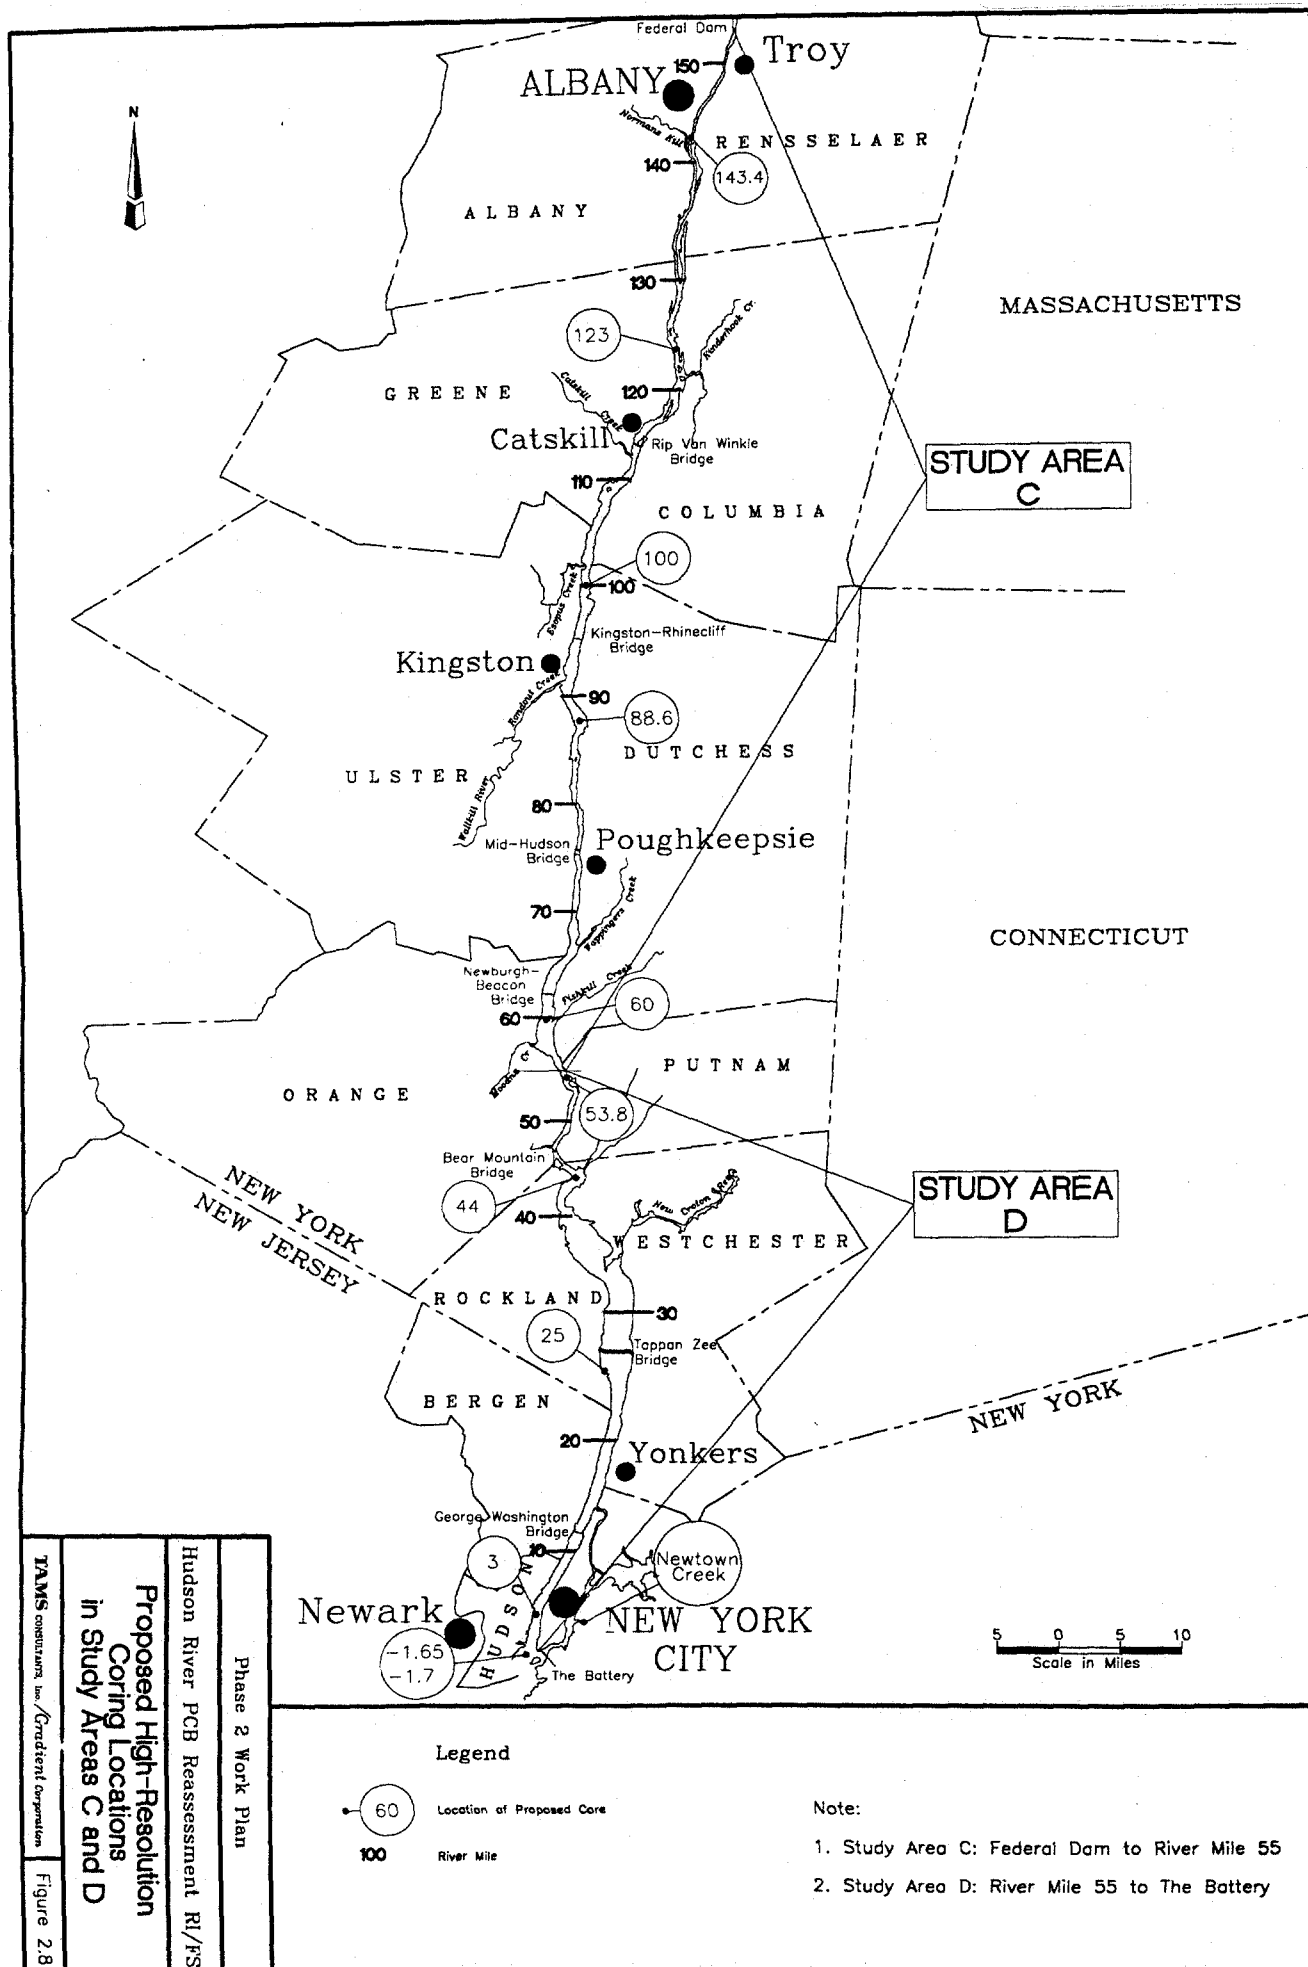 Federal Dam
Troy
150
ALBANY
N
Normans Kill
RENSSELAER
140
143.4
ALBANY
130
MASSACHUSETTS
123
Kinderhook Cr.
GREENE
Catskill Creek
120
Catskill
Rip Van Winkle
Bridge
STUDY AREA
C
110
COLUMBIA
100
100
Esopus Creek
Kingston-Rhinecliff
Bridge
Kingston
Rondout Creek
90
88.6
DUTCHESS
ULSTER
Wallkill River
80
Mid-Hudson
Bridge
Poughkeepsie
70
Wappingers Creek
CONNECTICUT
Newburgh-
Beacon
Bridge
Fishkill Creek
60
60
PUTNAM
Moodna Cr
ORANGE
53.8
50
Bear Mountain
Bridge
NEW YORK
NEW JERSEY
44
40
New Croton Resv
STUDY AREA
D
WESTCHESTER
ROCKLAND
30
25
Tappan Zee
Bridge
BERGEN
NEW YORK
20
Yonkers
George Washington
Bridge
10
3
Newtown
Creek
HUDSON
Newark
NEW YORK
CITY
-1.65
-1.7
The Battery
5 0 5 10
Scale in Miles
Legend
60 Location of Proposed Core
100 River Mile
Note:
1. Study Area C: Federal Dam to River Mile 55
2. Study Area D: River Mile 55 to The Battery
Phase 2 Work Plan
Hudson River PCB Reassessment RI/FS
Proposed High-Resolution
Coring Locations
in Study Areas C and D
TAMS CONSULTANTS, Inc./Gradient Corporation
Figure 2.8